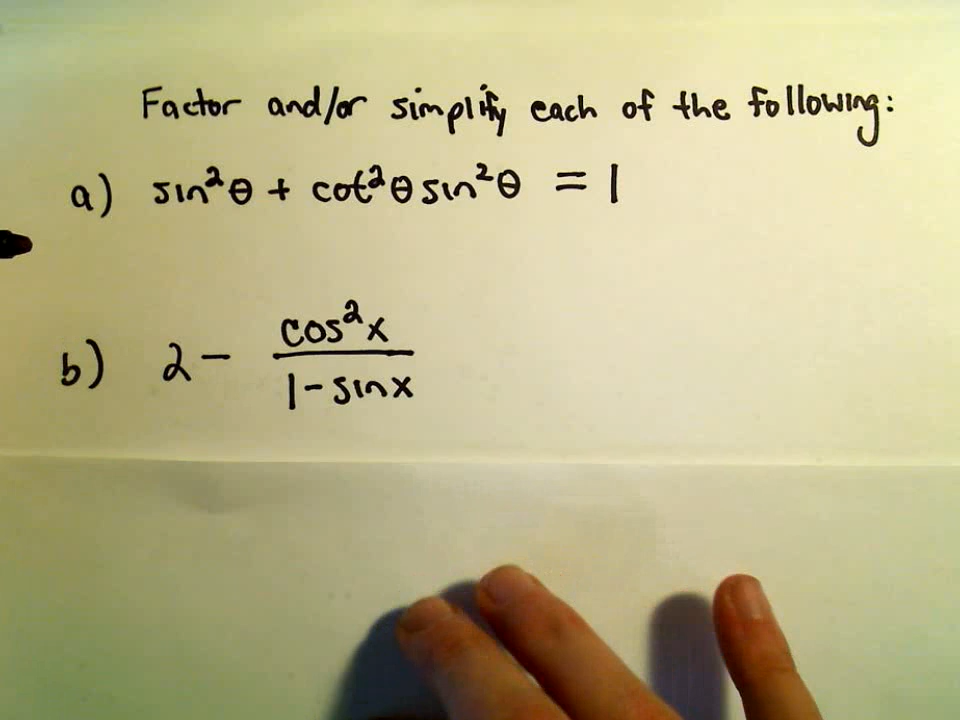 Factor and/or simplify each of the following:
a) sin²θ + cot²θ sin²θ = 1
b) 2 - cos²x
1 - sinx